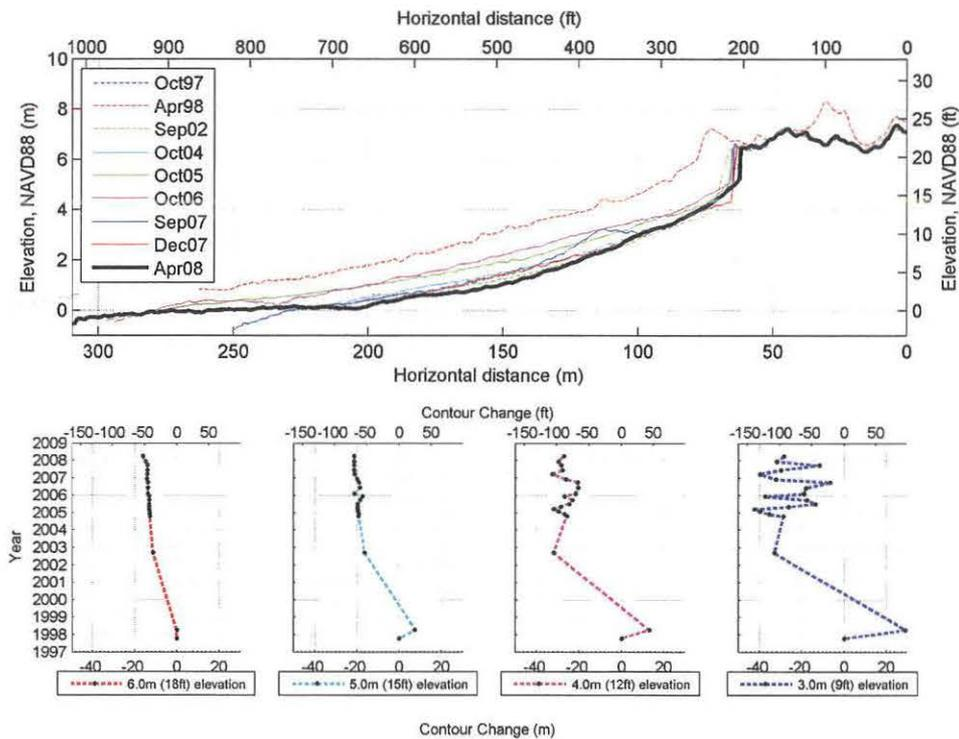 Horizontal distance (ft)
1000 900 800 700 600 500 400 300 200 100 0
10 8 6 4 2 0
Elevation, NAVD88 (m)
Oct97
Apr98
Sep02
Oct04
Oct05
Oct06
Sep07
Dec07
Apr08
30 25 20 15 10 5 0
Elevation, NAVD88 (ft)
300 250 200 150 100 50 0
Horizontal distance (m)
Contour Change (ft)
-150 -100 -50 0 50
-150 -100 -50 0 50
-150 -100 -50 0 50
-150 -100 -50 0 50
2009
2008
2007
2006
2005
2003
2002
2001
2000
1999
1998
1997
Year
-40 -20 0 20
-40 -20 0 20
-40 -20 0 20
-40 -20 0 20
6.0m (18ft) elevation
5.0m (15ft) elevation
4.0m (12ft) elevation
3.0m (9ft) elevation
Contour Change (m)